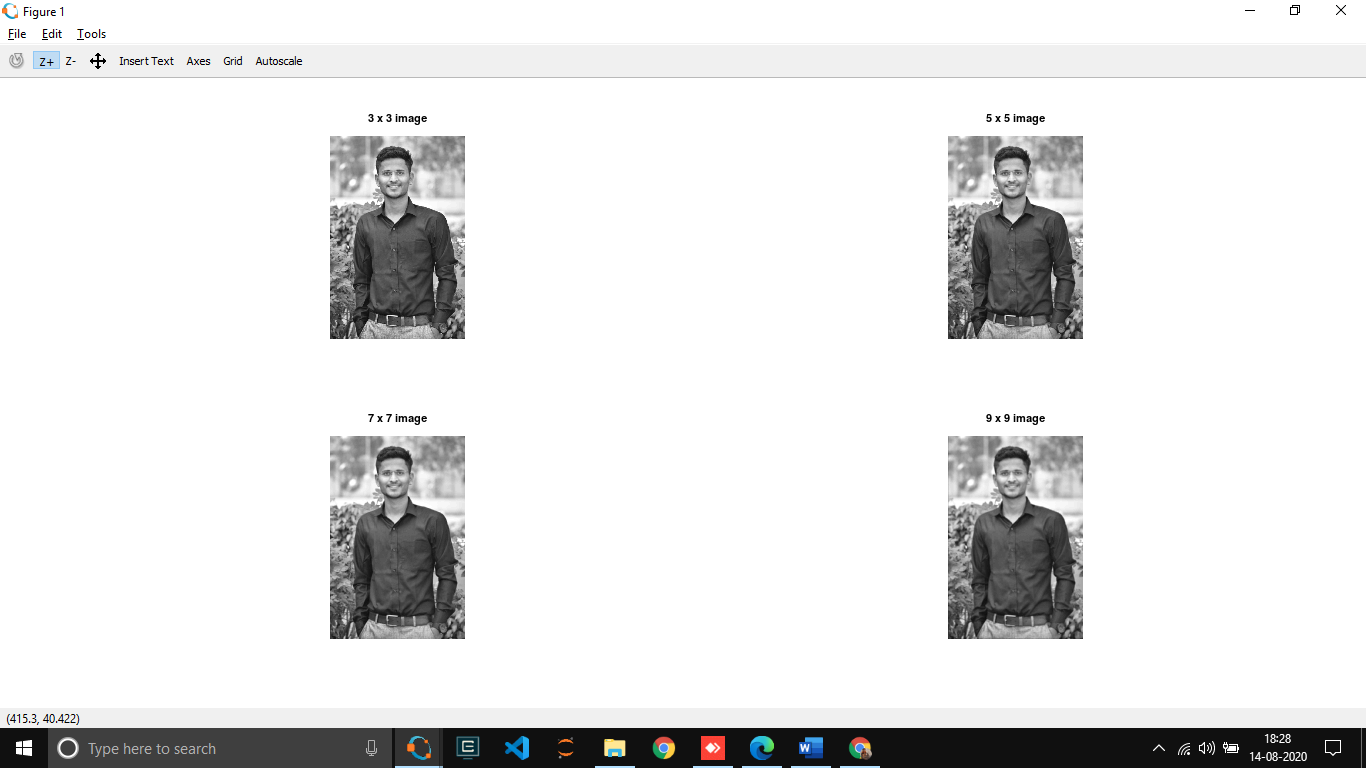 Figure 1
File Edit Tools
Z+ Z- Insert Text Axes Grid Autoscale
3 x 3 image
5 x 5 image
7 x 7 image
9 x 9 image
(415.3, 40.422)
Type here to search
18:28
14-08-2020